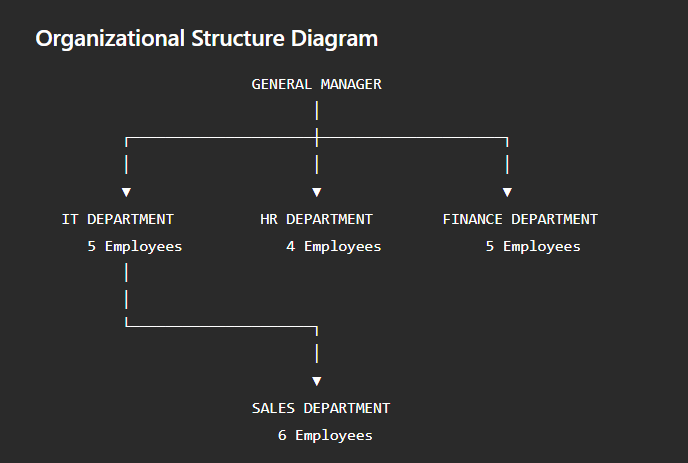 Organizational Structure Diagram
GENERAL MANAGER
IT DEPARTMENT HR DEPARTMENT FINANCE DEPARTMENT
5 Employees 4 Employees 5 Employees
SALES DEPARTMENT
6 Employees